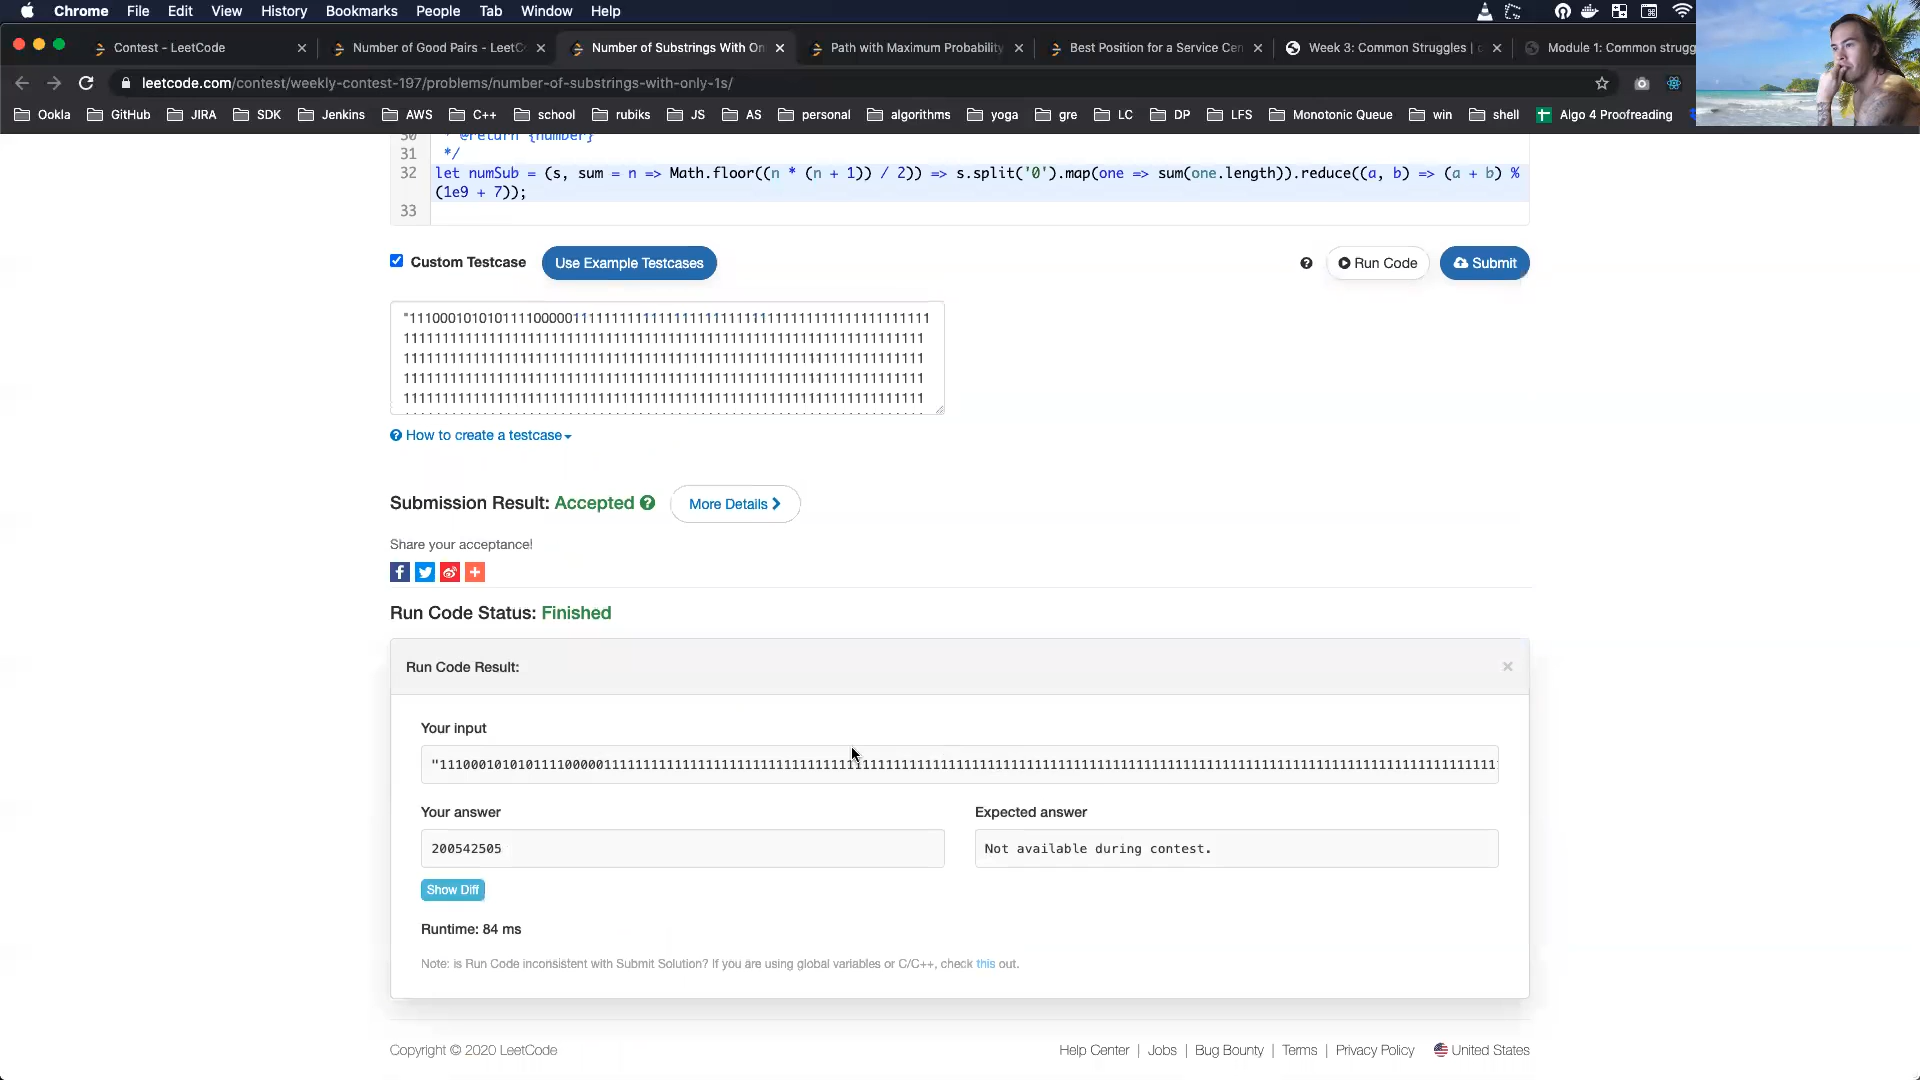 Chrome File Edit View History Bookmarks People Tab Window Help
Contest - LeetCode
Number of Good Pairs - LeetC
Number of Substrings With On
Path with Maximum Probability
Best Position for a Service Cen
Week 3: Common Struggles |
Module 1: Common strugg
leetcode.com/contest/weekly-contest-197/problems/number-of-substrings-with-only-1s/
Ookla GitHub JIRA SDK Jenkins AWS C++ school rubiks JS AS personal algorithms yoga gre LC DP LFS Monotonic Queue win shell Algo 4 Proofreading
30 * @return {number}
31 */
32 let numSub = (s, sum = n => Math.floor((n * (n + 1)) / 2)) => s.split('0').map(one => sum(one.length)).reduce((a, b) => (a + b) %
(1e9 + 7));
33
Custom Testcase Use Example Testcases Run Code Submit
How to create a testcase
Submission Result: Accepted More Details
Share your acceptance!
Run Code Status: Finished
Run Code Result:
Your input
Your answer Expected answer
200542505 Not available during contest.
Show Diff
Runtime: 84 ms
Note: is Run Code inconsistent with Submit Solution? If you are using global variables or C/C++, check this out.
Copyright © 2020 LeetCode Help Center | Jobs | Bug Bounty | Terms | Privacy Policy United States